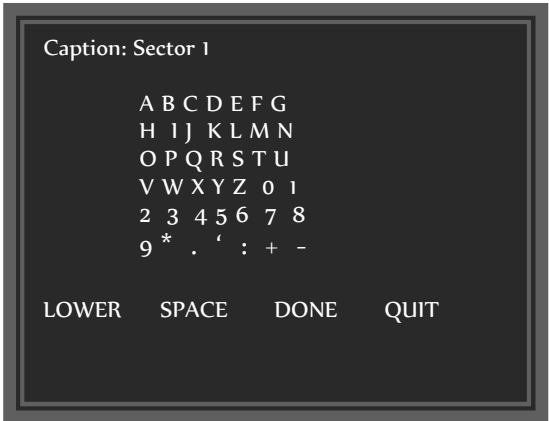 Caption: Sector 1
A B C D E F G
H I J K L M N
O P Q R S T U
V W X Y Z 0 1
2 3 4 5 6 7 8
9 * . ‘ : + -
LOWER SPACE DONE QUIT